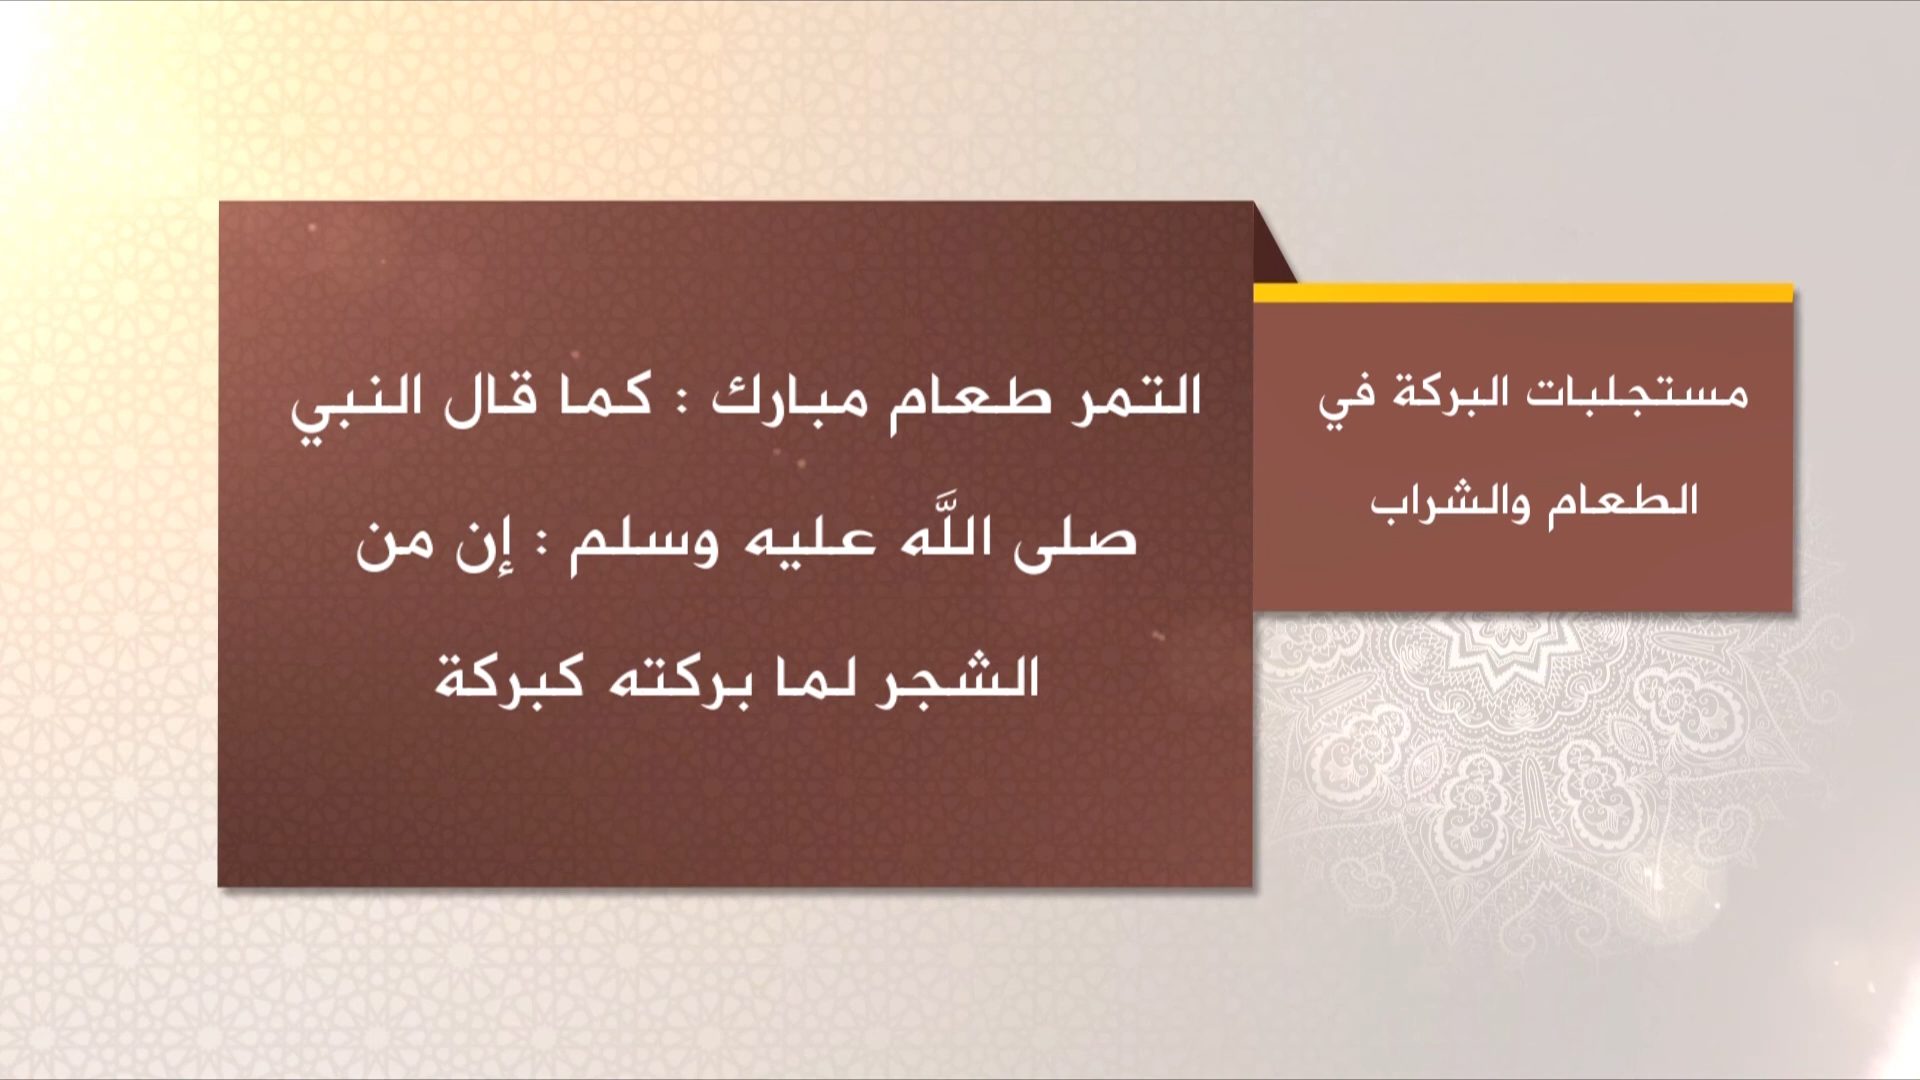 مستجلبات البركة في
الطعام والشراب
التمر طعام مبارك : كما قال النبي
صلى اللَّه عليه وسلم : إن من
الشجر لما بركته كبركة